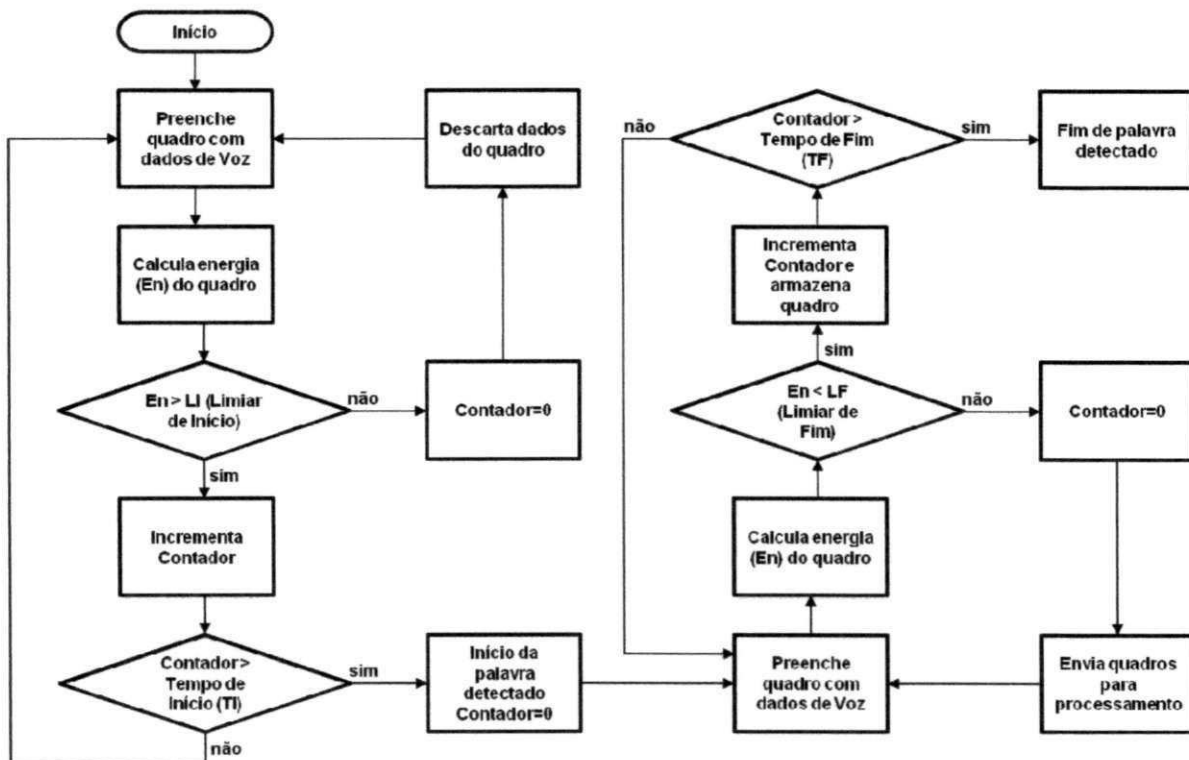 Início
Preenche
quadro com
dados de Voz
Calcula energia
(En) do quadro
En > LI (Limiar
de Início)
não
Contador=0
Descarta dados
do quadro
sim
Incrementa
Contador
Contador>
Tempo de
Início (TI)
não
sim
Início da
palavra
detectado
Contador=0
Preenche
quadro com
dados de Voz
Calcula energia
(En) do quadro
En < LF
(Limiar de
Fim)
não
Contador=0
Envia quadros
para
processamento
sim
Incrementa
Contador e
armazena
quadro
Contador >
Tempo de Fim
(TF)
não
sim
Fim de palavra
detectado